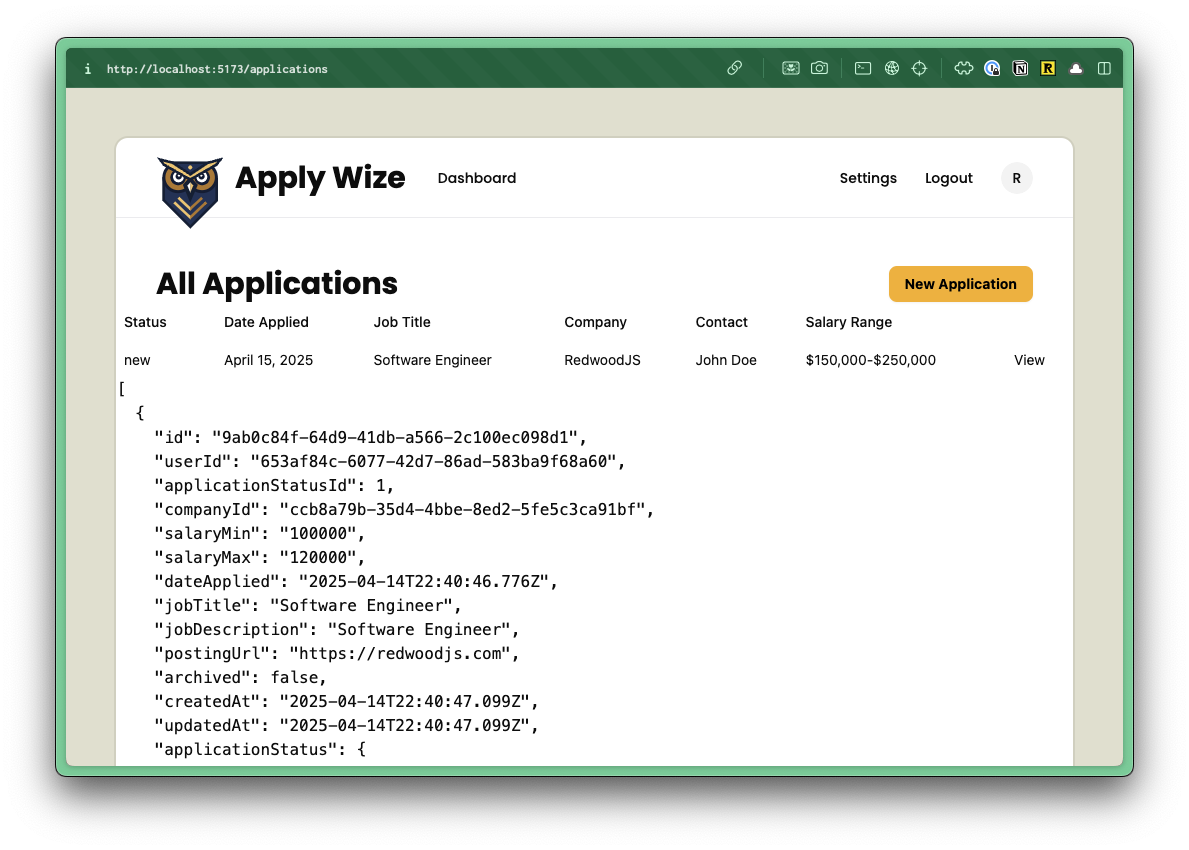 http://localhost:5173/applications
Apply Wize Dashboard Settings Logout R
All Applications New Application
Status Date Applied Job Title Company Contact Salary Range
new April 15, 2025 Software Engineer RedwoodJS John Doe $150,000-$250,000 View
[
{
"id": "9ab0c84f-64d9-41db-a566-2c100ec098d1",
"userId": "653af84c-6077-42d7-86ad-583ba9f68a60",
"applicationStatusId": 1,
"companyId": "ccb8a79b-35d4-4bbe-8ed2-5fe5c3ca91bf",
"salaryMin": "100000",
"salaryMax": "120000",
"dateApplied": "2025-04-14T22:40:46.776Z",
"jobTitle": "Software Engineer",
"jobDescription": "Software Engineer",
"postingUrl": "https://redwoodjs.com",
"archived": false,
"createdAt": "2025-04-14T22:40:47.099Z",
"updatedAt": "2025-04-14T22:40:47.099Z",
"applicationStatus": {